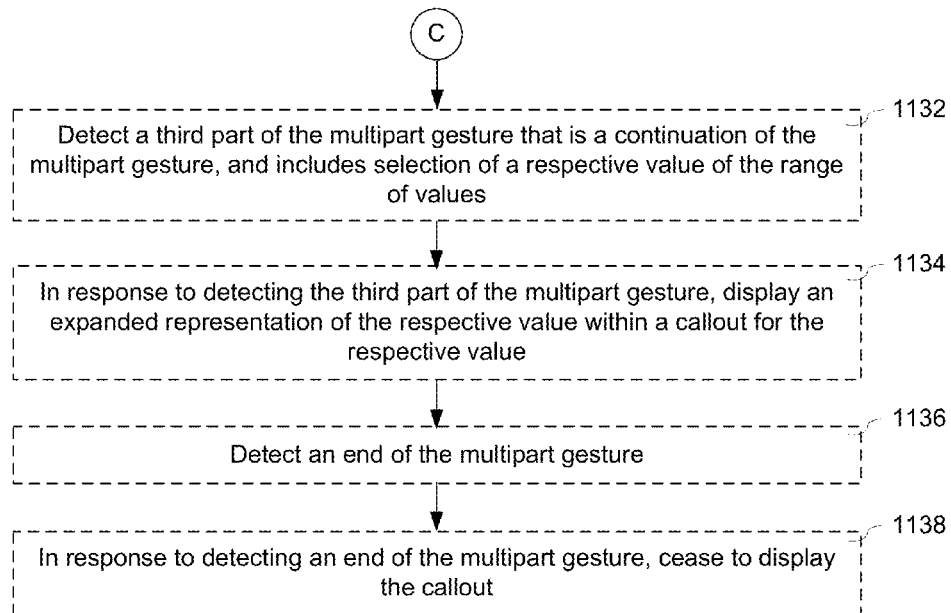 C
1132
Detect a third part of the multipart gesture that is a continuation of the
multipart gesture, and includes selection of a respective value of the range
of values
1134
In response to detecting the third part of the multipart gesture, display an
expanded representation of the respective value within a callout for the
respective value
1136
Detect an end of the multipart gesture
1138
In response to detecting an end of the multipart gesture, cease to display
the callout